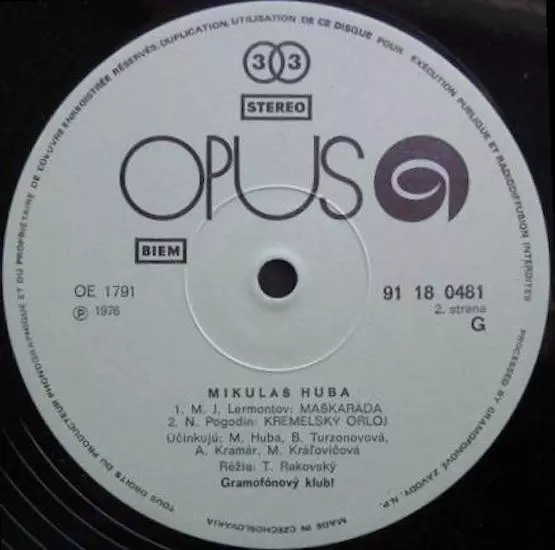 TOUS DROITS DU PRODUCTEUR PHONOGRAPHIQUE ET DU PROPRIÉTAIRE DE L'OEUVRE ENREGISTRÉE RÉSERVÉS. DUPLICATION, UTILISATION DE CE DISQUE POUR EXÉCUTION PUBLIQUE ET RADIODIFFUSION INTERDITES
PROCESSED BY GRAMOFONOVÉ ZÁVODY, N.P.
33
STEREO
OPUS
BIEM
OE 1791
℗ 1976
91 18 0481
2. strana
G
MIKULÁŠ HUBA
1. M. J. Lermontov: MAŠKARÁDA
2. N. Pogodin: KREMEĽSKÝ ORLOJ
Účinkujú: M. Huba, B. Turzonovová,
A. Kramár, M. Kráľovičová
Réžia: T. Rakovský
Gramofónový klub!
MADE IN CZECHOSLOVAKIA